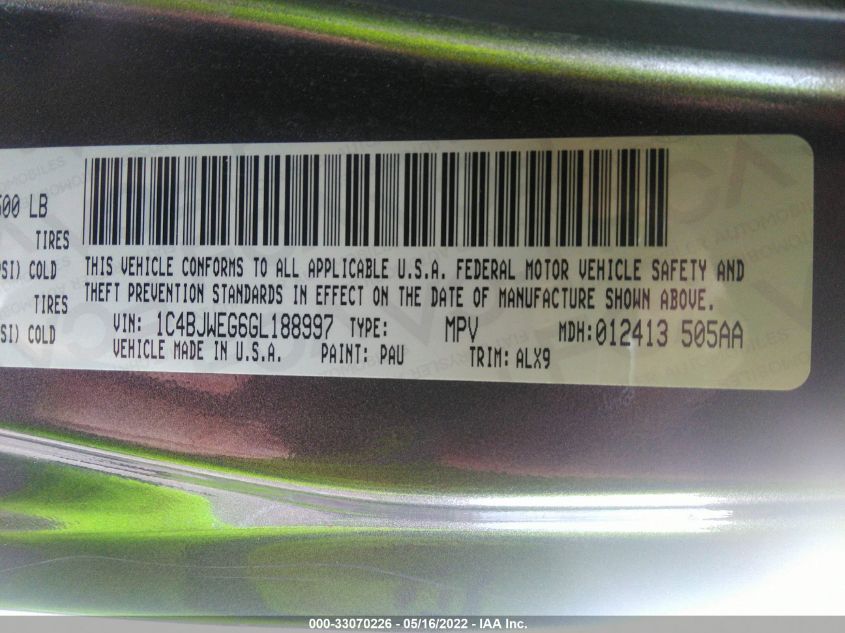 500 LB
TIRES
PSI) COLD
TIRES
SI) COLD
THIS VEHICLE CONFORMS TO ALL APPLICABLE U.S.A. FEDERAL MOTOR VEHICLE SAFETY AND
THEFT PREVENTION STANDARDS IN EFFECT ON THE DATE OF MANUFACTURE SHOWN ABOVE.
VIN: 1C4BJWEG6GL188997 TYPE: MPV MDH:012413 505AA
VEHICLE MADE IN U.S.A. PAINT: PAU TRIM: ALX9
000-33070226 - 05/16/2022 - IAA Inc.